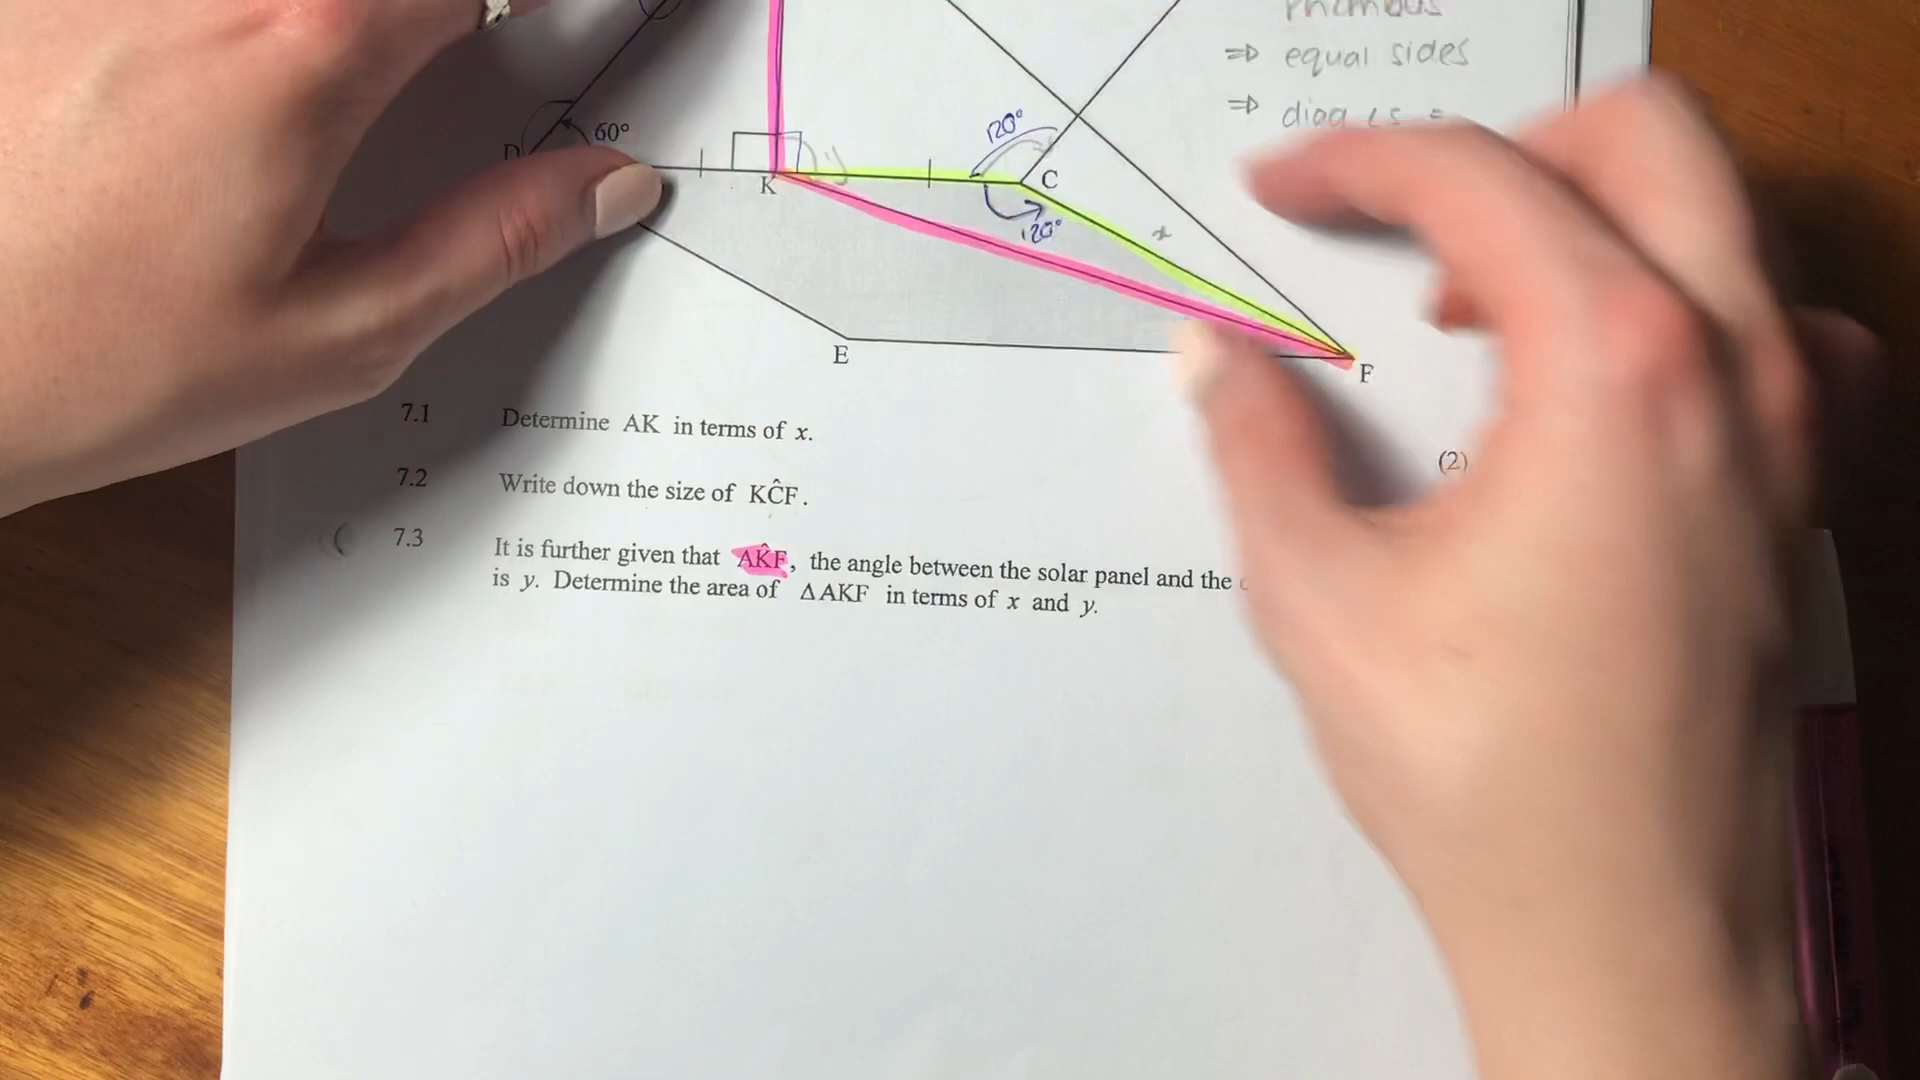 rhombus
⇒ equal sides
⇒
60°
120°
D
K
C
120°
x
E
F
7.1 Determine AK in terms of x.
(2)
7.2 Write down the size of KĈF.
7.3 It is further given that AK̂F, the angle between the solar panel and the
is y. Determine the area of ΔAKF in terms of x and y.